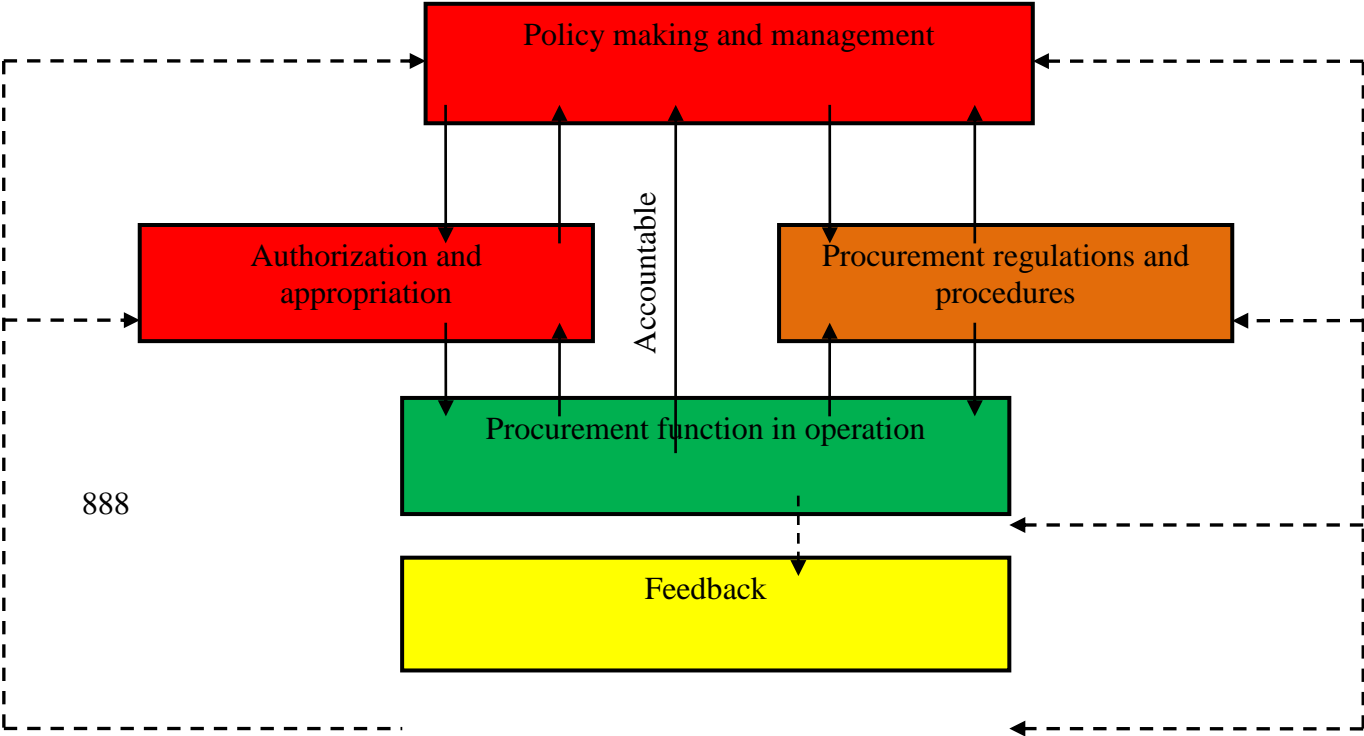 Policy making and management
Accountable
Authorization and
appropriation
Procurement regulations and
procedures
Procurement function in operation
888
Feedback